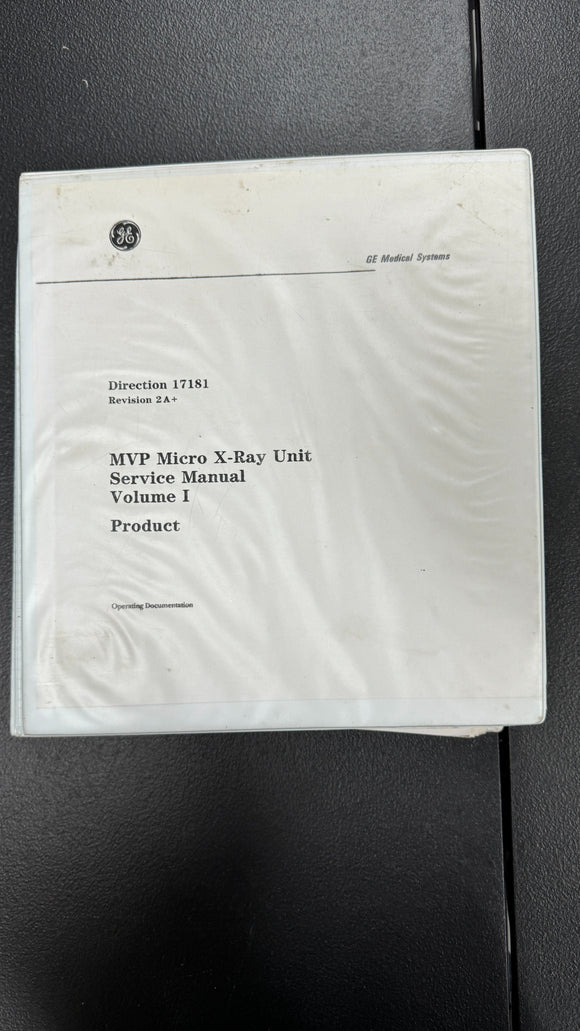 GE
GE Medical Systems
Direction 17181
Revision 2A+
MVP Micro X-Ray Unit
Service Manual
Volume I
Product
Operating Documentation